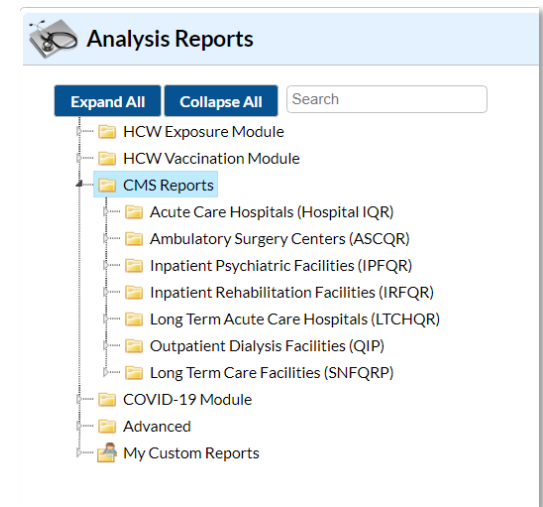 Analysis Reports
Expand All Collapse All Search
HCW Exposure Module
HCW Vaccination Module
CMS Reports
Acute Care Hospitals (Hospital IQR)
Ambulatory Surgery Centers (ASCQR)
Inpatient Psychiatric Facilities (IPFQR)
Inpatient Rehabilitation Facilities (IRFQR)
Long Term Acute Care Hospitals (LTCHQR)
Outpatient Dialysis Facilities (QIP)
Long Term Care Facilities (SNFQRP)
COVID-19 Module
Advanced
My Custom Reports